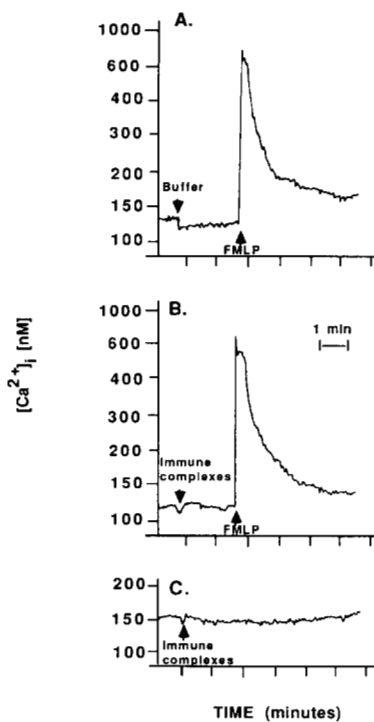 A.
1000
600
400
300
200
150
100
Buffer
FMLP
B.
1000
600
400
300
200
150
100
1 min
Immune
complexes
FMLP
[Ca2+]i [nM]
C.
200
150
100
Immune
complexes
TIME (minutes)